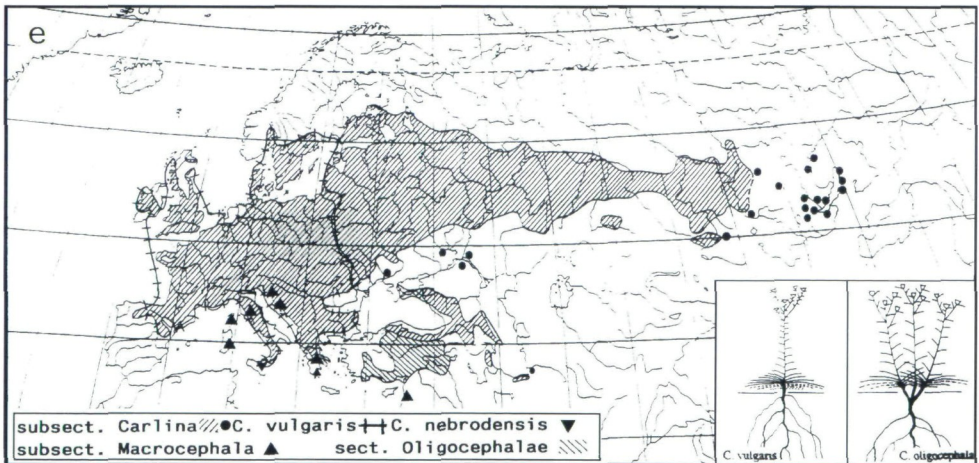 e
subsect. Carlina C. vulgaris C. nebrodensis
subsect. Macrocephala sect. Oligocephalae
C. vulgaris
C. oligocephala